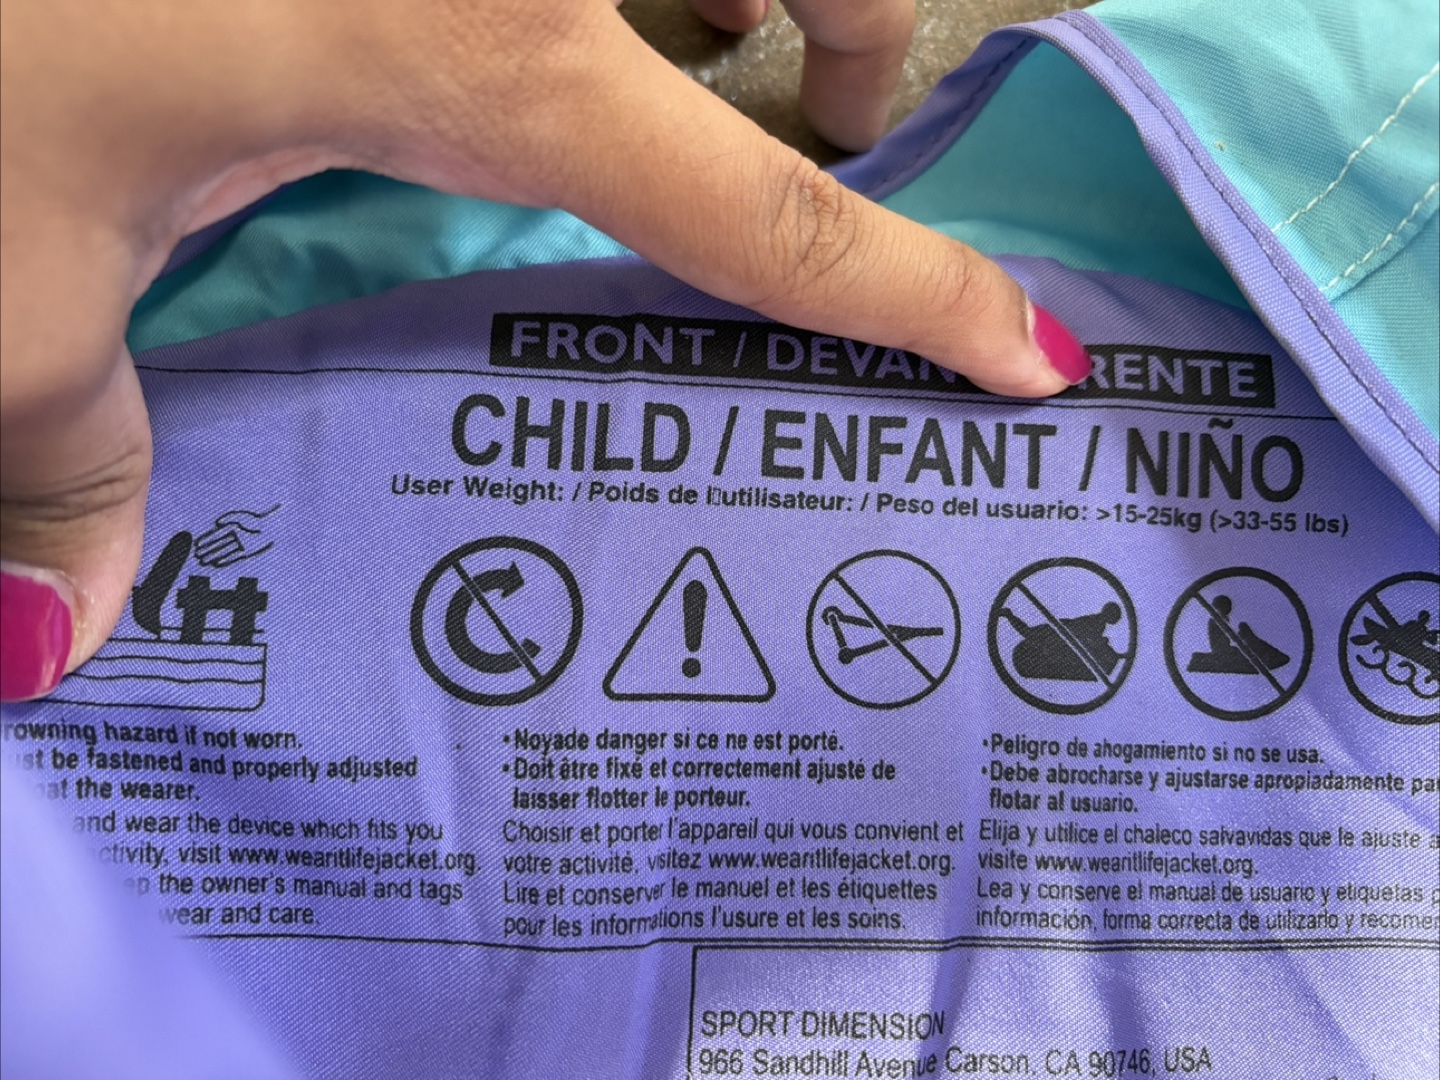 FRONT / DEVAN RENTE
CHILD / ENFANT / NIÑO
User Weight: / Poids de l▯utilisateur: / Peso del usuario: >15-25kg (>33-55 lbs)
rowning hazard if not worn.
st be fastened and properly adjusted
at the wearer.
and wear the device which fits you
ctivity, visit www.wearitlifejacket.org.
the owner's manual and tags
wear and care.
•Noyade danger si ce ne est porté.
•Doit être fixé et correctement ajusté de
laisser flotter le porteur.
Choisir et porter l'appareil qui vous convient et
votre activité, visitez www.wearitlifejacket.org.
Lire et conserver le manuel et les étiquettes
pour les informations l'usure et les soins.
•Peligro de ahogamiento si no se usa.
•Debe abrocharse y ajustarse apropiadamente par
flotar al usuario.
Elija y utilice el chaleco salvavidas que le ajuste a
visite www.wearitlifejacket.org.
Lea y conserve el manual de usuario y etiquetas p
información, forma correcta de utilizarlo y recome
SPORT DIMENSION
966 Sandhill Avenue Carson, CA 90746, USA